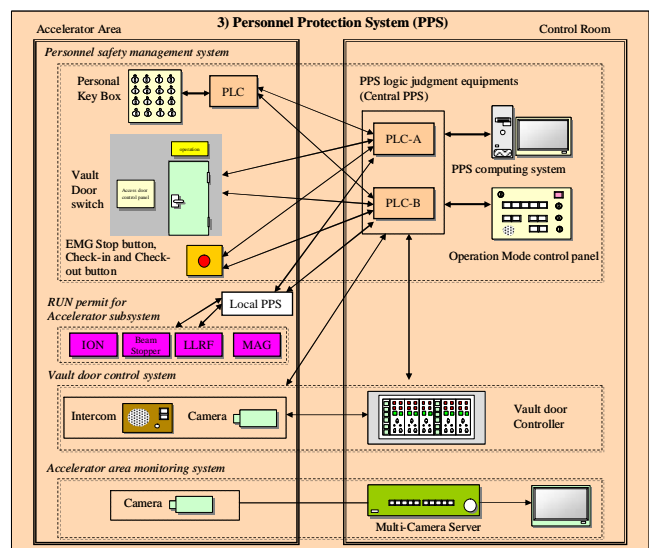 3) Personnel Protection System (PPS)
Accelerator Area
Control Room
Personnel safety management system
Personal
Key Box
PLC
PPS logic judgment equipments
(Central PPS)
PLC-A
PLC-B
PPS computing system
Operation Mode control panel
operation
Access door
control panel
Vault
Door
switch
EMG Stop button,
Check-in and Check-
out button
RUN permit for
Accelerator subsystem
Local PPS
ION
Beam
Stopper
LLRF
MAG
Vault door control system
Intercom
Camera
Vault door
Controller
Accelerator area monitoring system
Camera
Multi-Camera Server